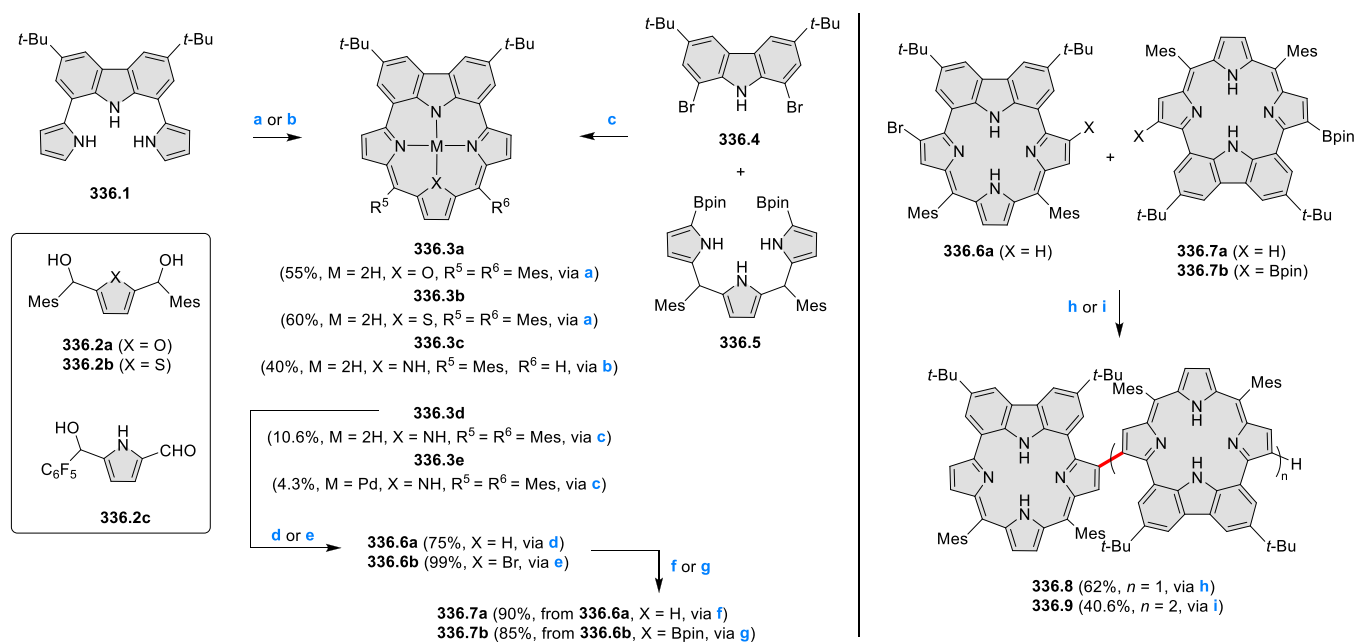 t-Bu
t-Bu
N
H
NH
HN
336.1
a or b
t-Bu
t-Bu
N
N
M
N
X
R5
R6
c
t-Bu
t-Bu
Br
N
H
Br
336.4
+
Bpin
Bpin
NH
HN
H
N
Mes
Mes
336.5
HO
OH
X
Mes
Mes
336.2a (X = O)
336.2b (X = S)
HO
H
N
CHO
C6F5
336.2c
336.3a
(55%, M = 2H, X = O, R5 = R6 = Mes, via a)
336.3b
(60%, M = 2H, X = S, R5 = R6 = Mes, via a)
336.3c
(40%, M = 2H, X = NH, R5 = Mes, R6 = H, via b)
336.3d
(10.6%, M = 2H, X = NH, R5 = R6 = Mes, via c)
336.3e
(4.3%, M = Pd, X = NH, R5 = R6 = Mes, via c)
d or e
336.6a (75%, X = H, via d)
336.6b (99%, X = Br, via e)
f or g
336.7a (90%, from 336.6a, X = H, via f)
336.7b (85%, from 336.6b, X = Bpin, via g)
t-Bu
t-Bu
Br
N
H
X
N
N
H
N
Mes
Mes
336.6a (X = H)
+
Mes
Mes
N
H
N
N
X
Bpin
H
N
t-Bu
t-Bu
336.7a (X = H)
336.7b (X = Bpin)
h or i
t-Bu
t-Bu
N
H
N
N
H
N
Mes
Mes
Mes
Mes
N
H
N
N
H
N
H
n
t-Bu
t-Bu
336.8 (62%, n = 1, via h)
336.9 (40.6%, n = 2, via i)